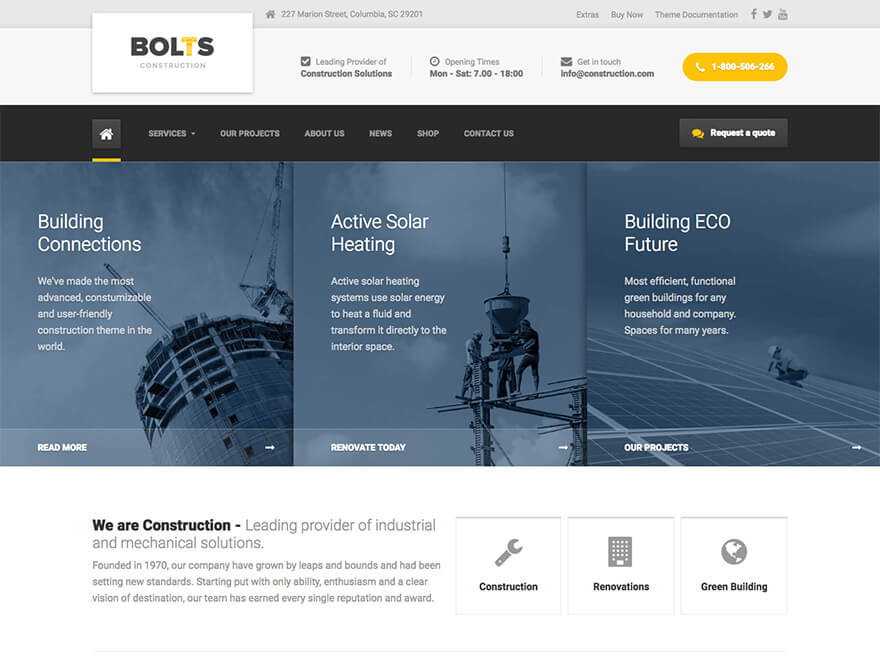 227 Marion Street, Columbia, SC 29201
Extras Buy Now Theme Documentation
BOLTS
CONSTRUCTION
Leading Provider of
Construction Solutions
Opening Times
Mon - Sat: 7.00 - 18:00
Get in touch
info@construction.com
1-800-506-266
SERVICES OUR PROJECTS ABOUT US NEWS SHOP CONTACT US
Request a quote
Building
Connections
We've made the most
advanced, constumizable
and user-friendly
construction theme in the
world.
READ MORE
Active Solar
Heating
Active solar heating
systems use solar energy
to heat a fluid and
transform it directly to the
interior space.
RENOVATE TODAY
Building ECO
Future
Most efficient, functional
green buildings for any
household and company.
Spaces for many years.
OUR PROJECTS
We are Construction - Leading provider of industrial
and mechanical solutions.
Founded in 1970, our company have grown by leaps and bounds and had been
setting new standards. Starting put with only ability, enthusiasm and a clear
vision of destination, our team has earned every single reputation and award.
Construction
Renovations
Green Building